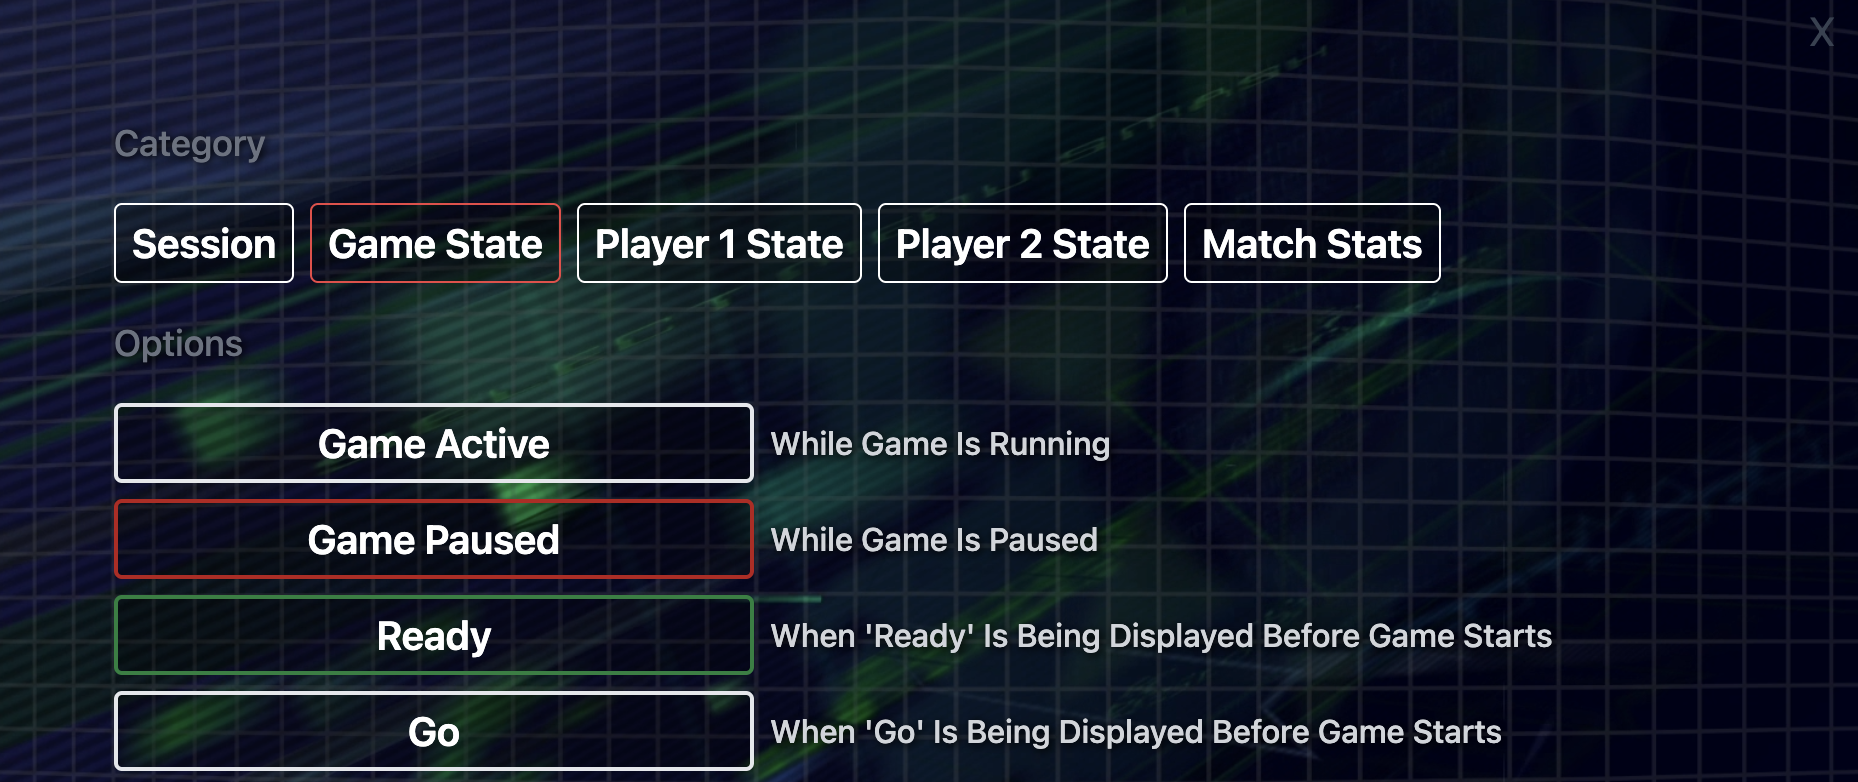 X
Category
Session Game State Player 1 State Player 2 State Match Stats
Options
Game Active While Game Is Running
Game Paused While Game Is Paused
Ready When 'Ready' Is Being Displayed Before Game Starts
Go When 'Go' Is Being Displayed Before Game Starts